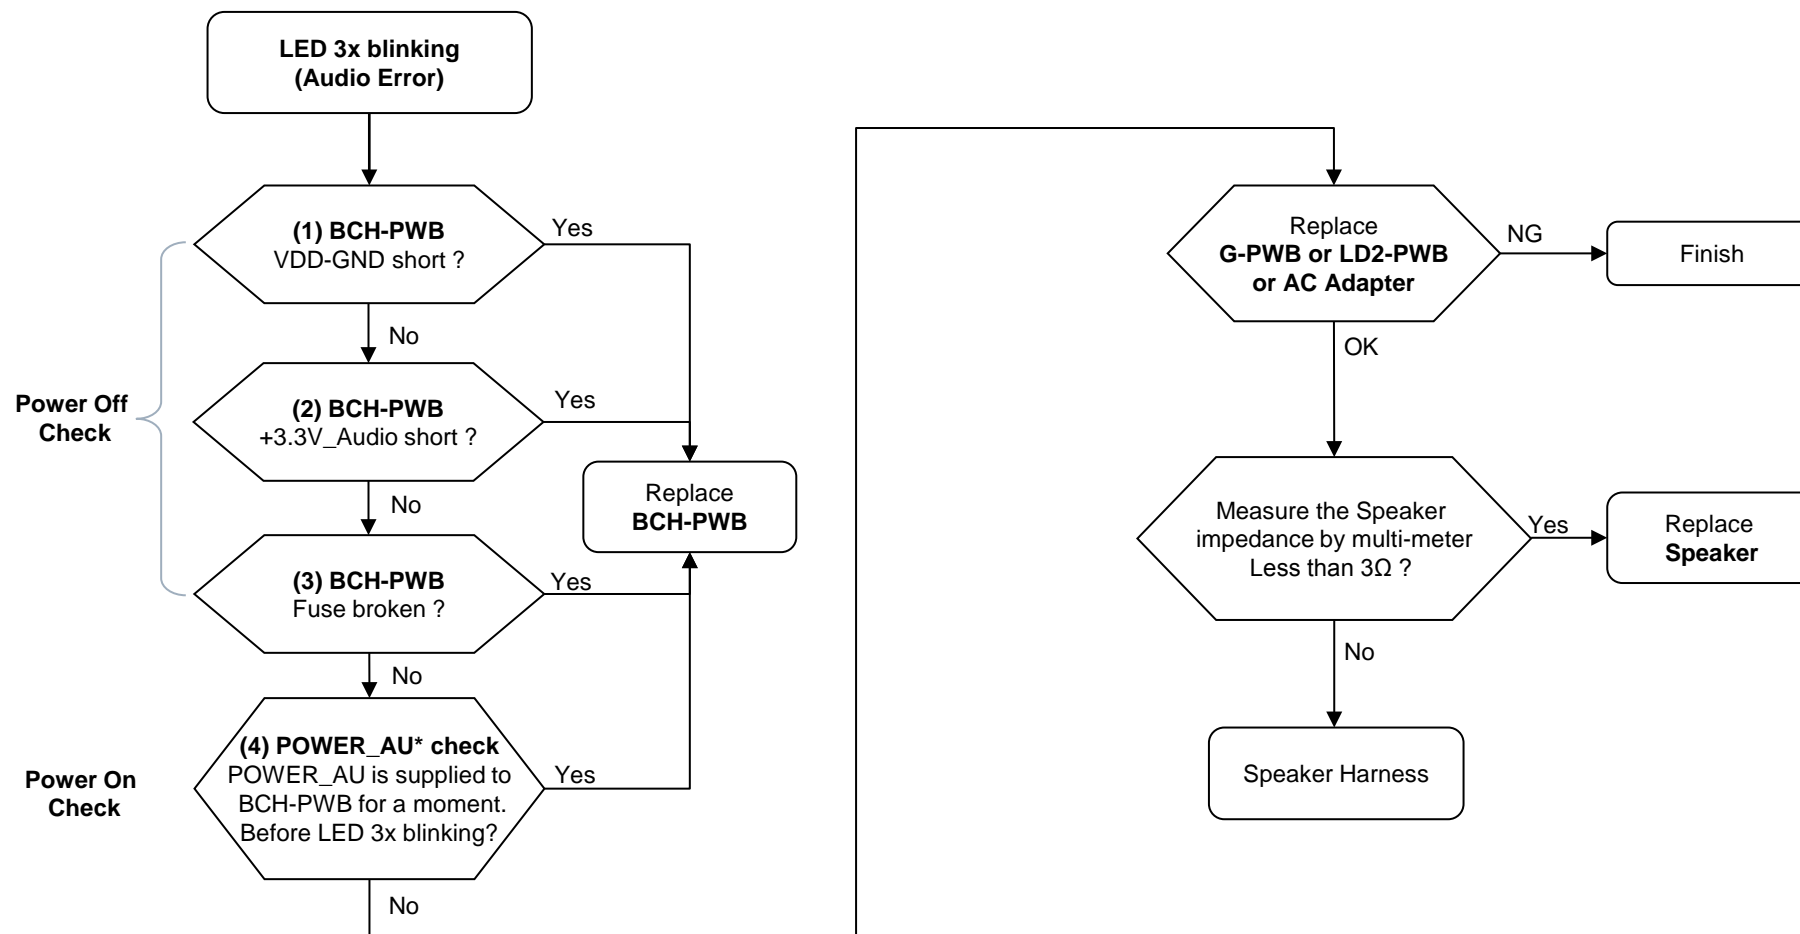 LED 3x blinking
(Audio Error)
(1) BCH-PWB
VDD-GND short ?
Yes
No
Power Off
Check
(2) BCH-PWB
+3.3V_Audio short ?
Yes
No
Replace
BCH-PWB
(3) BCH-PWB
Fuse broken ?
Yes
No
Power On
Check
(4) POWER_AU* check
POWER_AU is supplied to
BCH-PWB for a moment.
Before LED 3x blinking?
Yes
No
Replace
G-PWB or LD2-PWB
or AC Adapter
NG
Finish
OK
Measure the Speaker
impedance by multi-meter
Less than 3Ω ?
Yes
Replace
Speaker
No
Speaker Harness